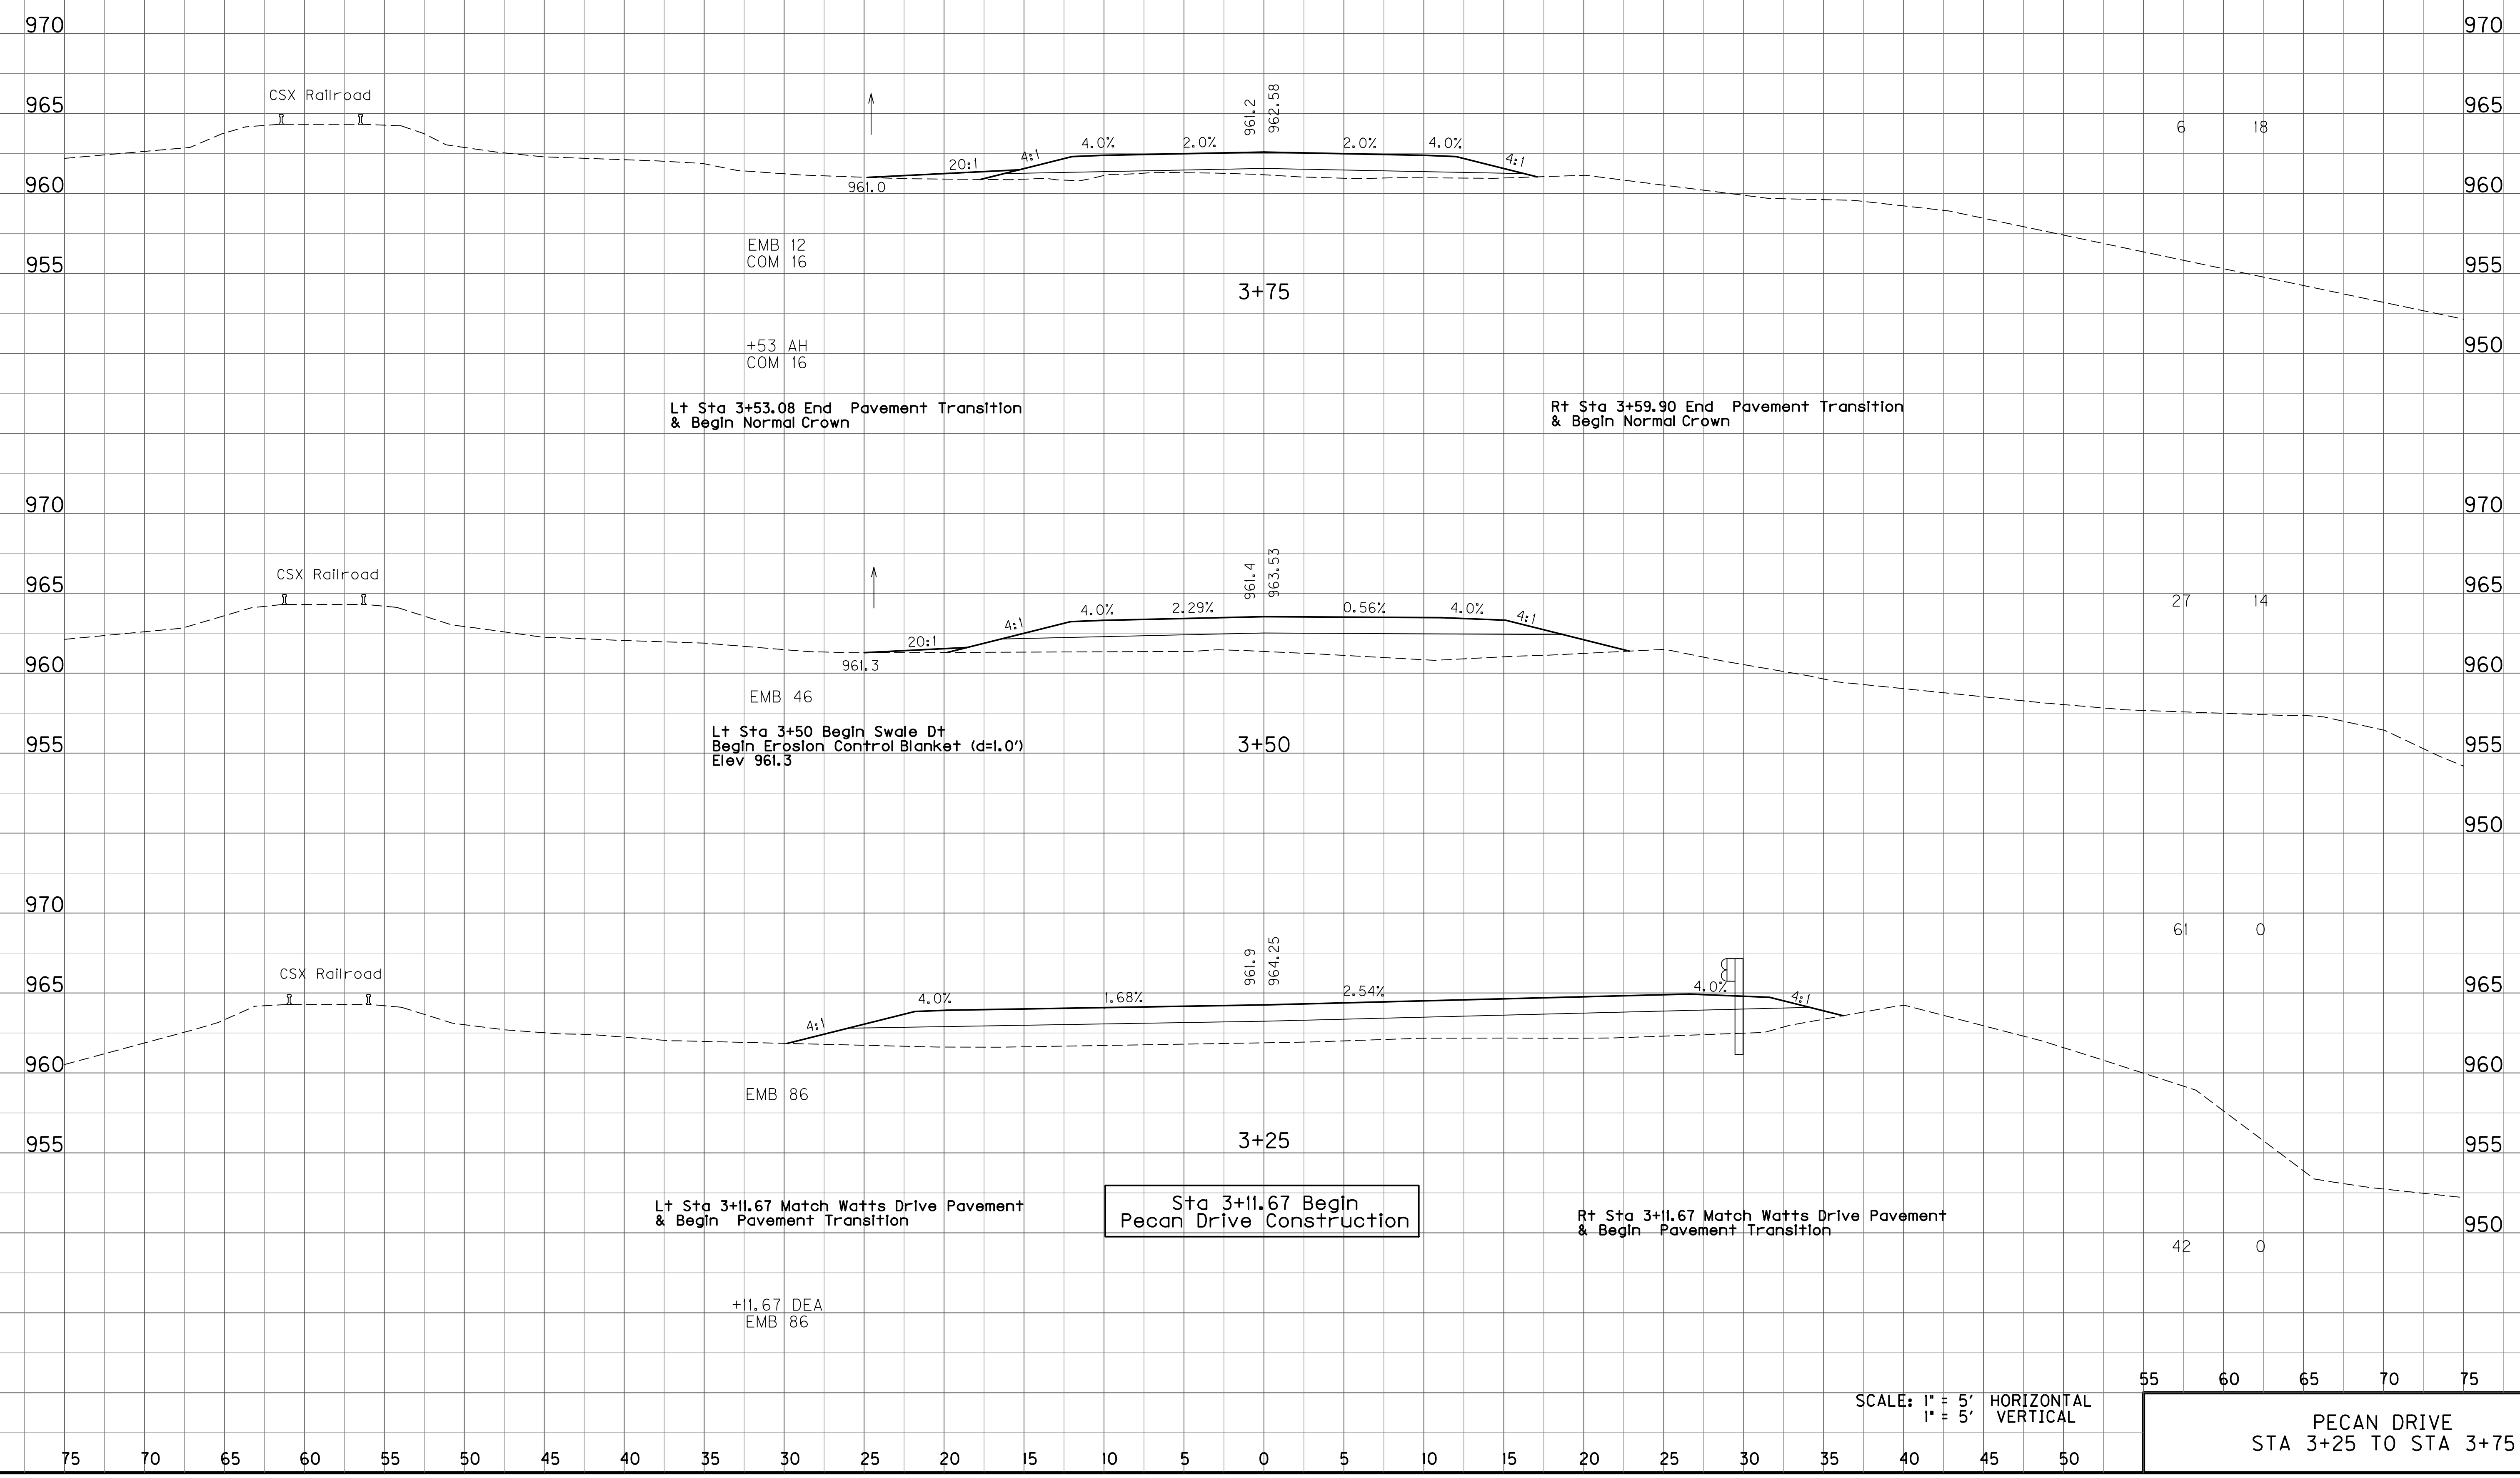 970 970
CSX Railroad
965 965
961.2 962.58
6 18
4.0% 2.0% 2.0% 4.0%
20:1 4:1 4:1
960 960
961.0
EMB 12
COM 16
955 955
3+75
+53 AH
COM 16
950
Lt Sta 3+53.08 End Pavement Transition
& Begin Normal Crown
Rt Sta 3+59.90 End Pavement Transition
& Begin Normal Crown
970 970
CSX Railroad
965 965
961.4 963.53
27 14
4.0% 2.29% 0.56% 4.0%
20:1 4:1 4:1
960 960
961.3
EMB 46
Lt Sta 3+50 Begin Swale Dt
Begin Erosion Control Blanket (d=1.0')
Elev 961.3
955 955
3+50
950
970 970
61 0
CSX Railroad
965 965
961.9 964.25
4.0% 1.68% 2.54% 4.0%
4:1 4:1
960 960
EMB 86
955 955
3+25
Lt Sta 3+11.67 Match Watts Drive Pavement
& Begin Pavement Transition
Sta 3+11.67 Begin
Pecan Drive Construction
Rt Sta 3+11.67 Match Watts Drive Pavement
& Begin Pavement Transition
950
42 0
+11.67 DEA
EMB 86
55 60 65 70 75
SCALE: 1" = 5' HORIZONTAL
1" = 5' VERTICAL
PECAN DRIVE
STA 3+25 TO STA 3+75
75 70 65 60 55 50 45 40 35 30 25 20 15 10 5 0 5 10 15 20 25 30 35 40 45 50